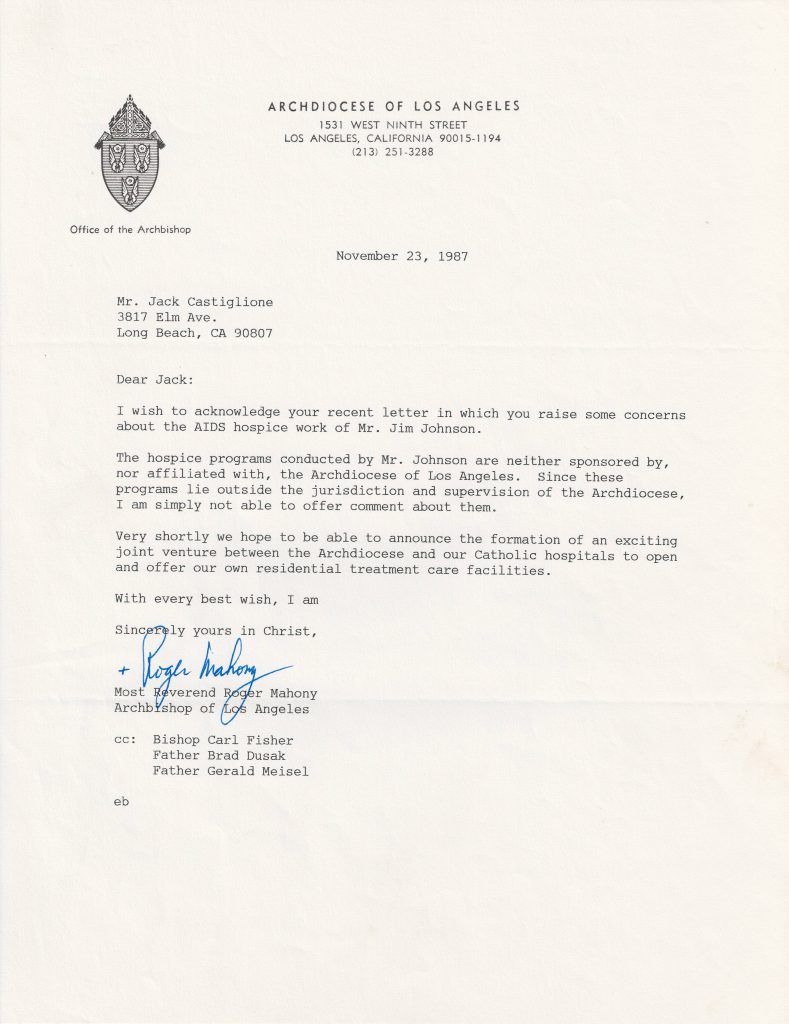 ARCHDIOCESE OF LOS ANGELES
1531 WEST NINTH STREET
LOS ANGELES, CALIFORNIA 90015-1194
(213) 251-3288
Office of the Archbishop
November 23, 1987
Mr. Jack Castiglione
3817 Elm Ave.
Long Beach, CA 90807
Dear Jack:
I wish to acknowledge your recent letter in which you raise some concerns
about the AIDS hospice work of Mr. Jim Johnson.
The hospice programs conducted by Mr. Johnson are neither sponsored by,
nor affiliated with, the Archdiocese of Los Angeles. Since these
programs lie outside the jurisdiction and supervision of the Archdiocese,
I am simply not able to offer comment about them.
Very shortly we hope to be able to announce the formation of an exciting
joint venture between the Archdiocese and our Catholic hospitals to open
and offer our own residential treatment care facilities.
With every best wish, I am
Sincerely yours in Christ,
+ Roger Mahony
Most Reverend Roger Mahony
Archbishop of Los Angeles
cc: Bishop Carl Fisher
Father Brad Dusak
Father Gerald Meisel
eb